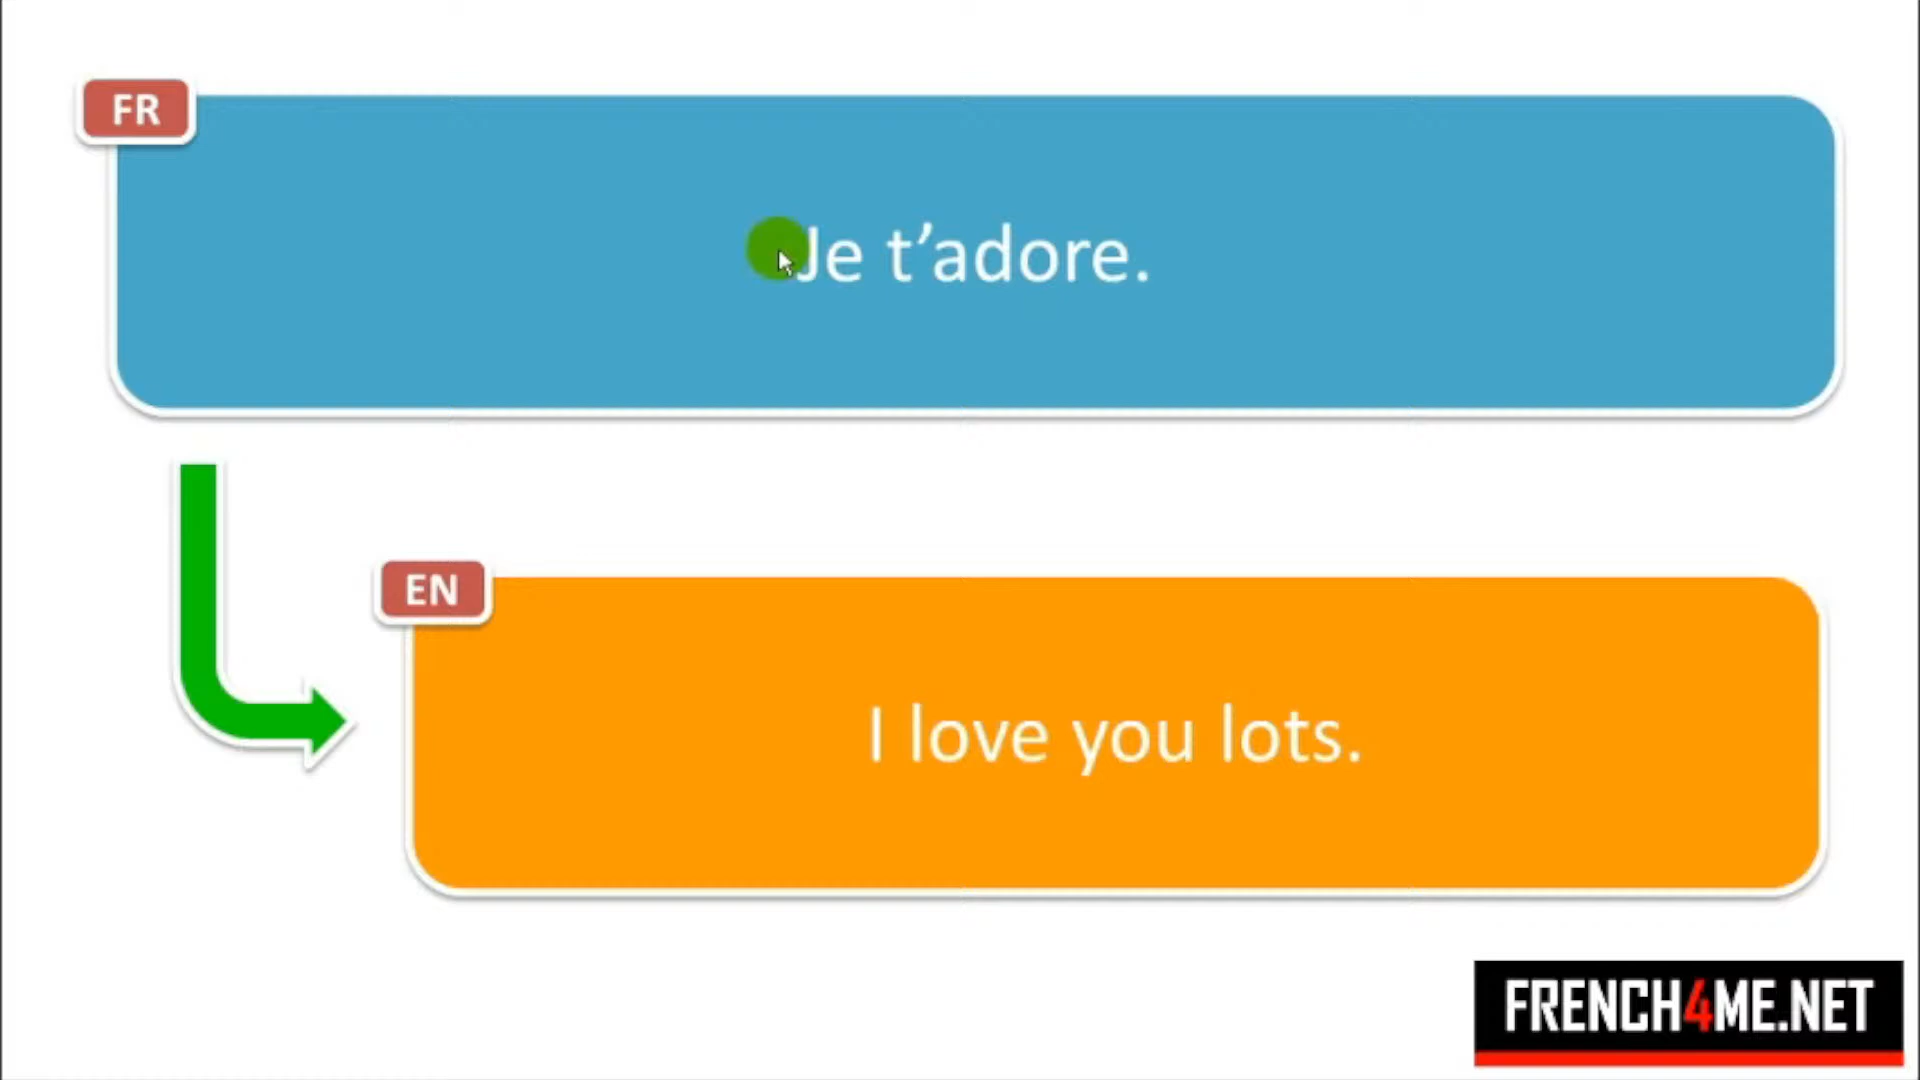 FR
Je t’adore.
EN
I love you lots.
FRENCH4ME.NET